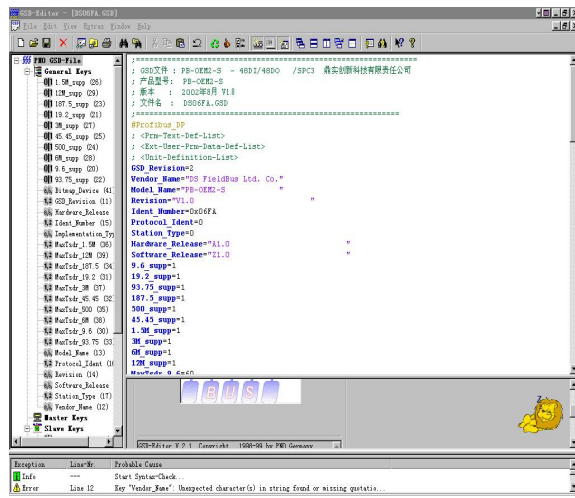 GSD-Editor - [DS06FA.GSD]
File Edit View Extras Window Help
PNO GSD-File
General Keys
1.5M_supp (26)
12M_supp (29)
187.5_supp (23)
19.2_supp (21)
3M_supp (27)
45.45_supp (25)
500_supp (24)
6M_supp (28)
9.6_supp (20)
93.75_supp (22)
Bitmap_Device (41)
GSD_Revision (11)
Hardware_Release
Ident_Number (15)
Implementation_Typ
MaxTsdr_1.5M (36)
MaxTsdr_12M (39)
MaxTsdr_187.5 (34
MaxTsdr_19.2 (31)
MaxTsdr_3M (37)
MaxTsdr_45.45 (32
MaxTsdr_500 (35)
MaxTsdr_6M (38)
MaxTsdr_9.6 (30)
MaxTsdr_93.75 (33
Model_Name (13)
Protocol_Ident (1
Revision (14)
Software_Release
Station_Type (17)
Vendor_Name (12)
Master Keys
Slave Keys
;==========================================================
; GSD文件 : PB-OEM2-S - 48DI/48DO /SPC3 鼎实创新科技有限责任公司
; 产品型号: PB-OEM2-S
; 版本 : 2002年8月 V1.0
; 文件名 : DS06FA.GSD
;==========================================================
#Profibus_DP
; <Prm-Text-Def-List>
; <Ext-User-Prm-Data-Def-List>
; <Unit-Definition-List>
GSD_Revision=2
Vendor_Name="DS FieldBus Ltd. Co."
Model_Name="PB-OEM2-S "
Revision="V1.0 "
Ident_Number=0x06FA
Protocol_Ident=0
Station_Type=0
Hardware_Release="A1.0 "
Software_Release="Z1.0 "
9.6_supp=1
19.2_supp=1
93.75_supp=1
187.5_supp=1
500_supp=1
45.45_supp=1
1.5M_supp=1
3M_supp=1
6M_supp=1
12M_supp=1
MaxTsdr_9.6=60
BUS
GSD-Editor V 2.1 Copyright 1998-99 by PNO Germany
Exception Line-Nr. Probable Cause
Info --- Start Syntax-Check...
Error Line 12 Key "Vendor_Name": Unexpected character(s) in string found or missing quotatio...